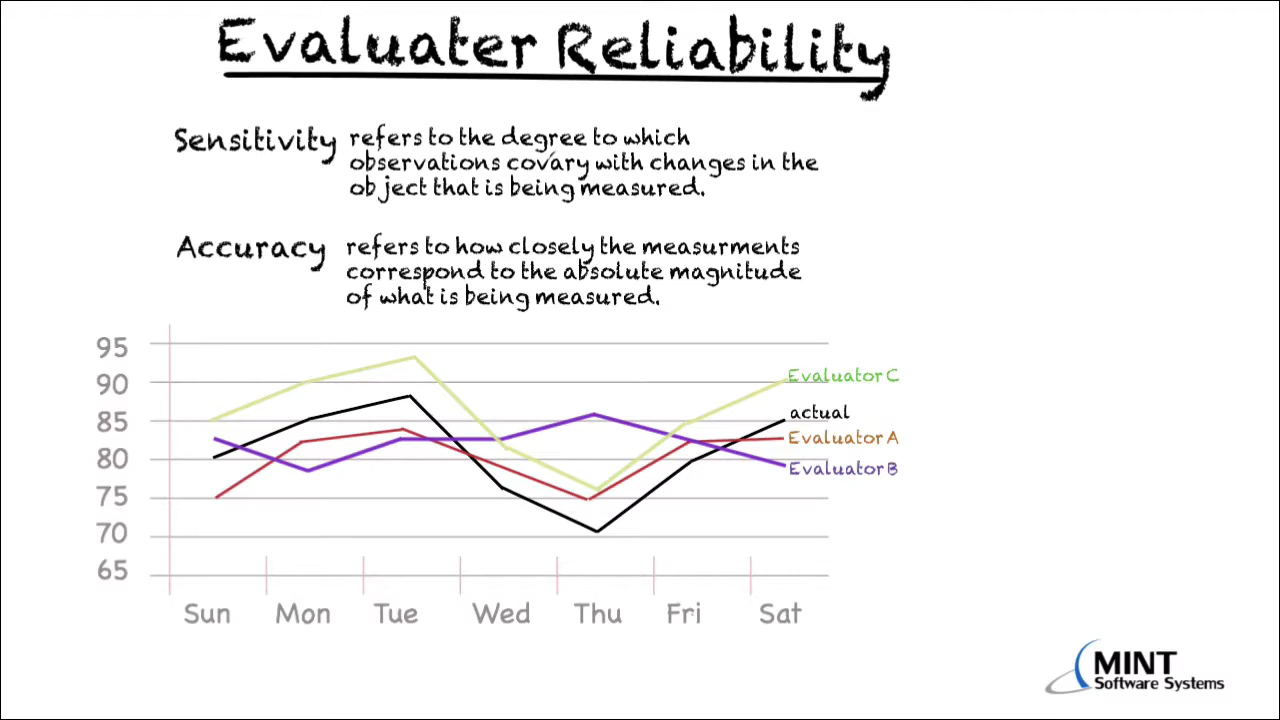 Evaluater Reliability
Sensitivity refers to the degree to which
observations covary with changes in the
object that is being measured.
Accuracy refers to how closely the measurments
correspond to the absolute magnitude
of what is being measured.
95
90
85
80
75
70
65
Evaluator C
actual
Evaluator A
Evaluator B
Sun Mon Tue Wed Thu Fri Sat
MINT
Software Systems